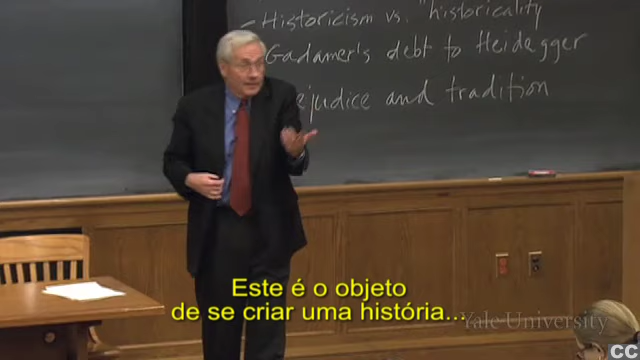 - Historicism vs. "historicality
Gadamer's debt to Heidegger
ejudice and tradition
Este é o objeto
de se criar uma história...
Yale University
CC